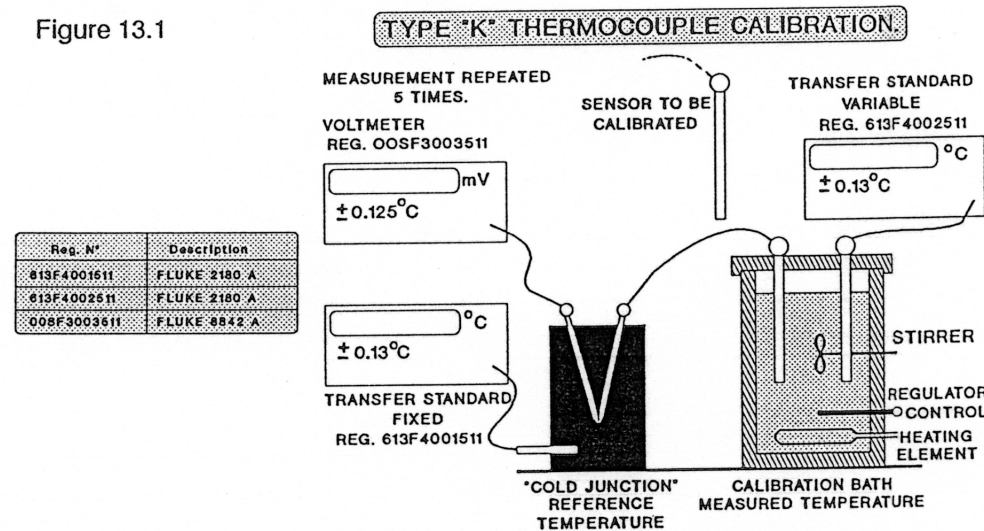 Figure 13.1
TYPE "K" THERMOCOUPLE CALIBRATION.
MEASUREMENT REPEATED
5 TIMES.
VOLTMETER
REG. OOSF3003511
mV
± 0.125°C
SENSOR TO BE
CALIBRATED
TRANSFER STANDARD
VARIABLE
REG. 613F4002511
°C
± 0.13°C
Reg. N° Description
613F4001511 FLUKE 2180 A
613F4002511 FLUKE 2180 A
00SF3003511 FLUKE 8842 A
°C
± 0.13°C
TRANSFER STANDARD
FIXED
REG. 613F4001511
STIRRER
REGULATOR
CONTROL
HEATING
ELEMENT
"COLD JUNCTION"
REFERENCE
TEMPERATURE
CALIBRATION BATH
MEASURED TEMPERATURE